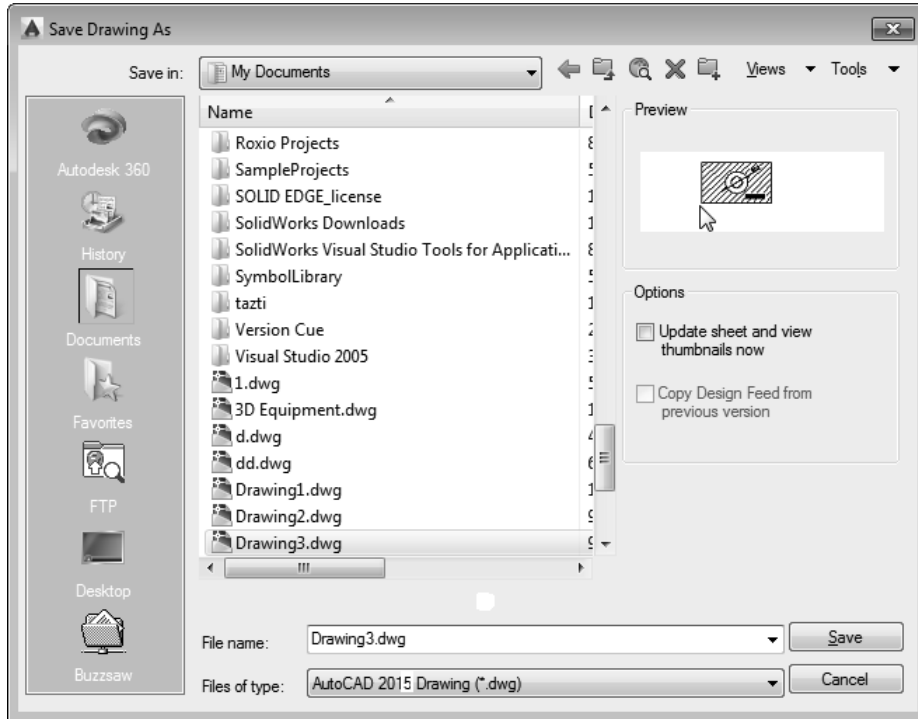 Save Drawing As
Save in:
My Documents
Views
Tools
Autodesk 360
History
Documents
Favorites
FTP
Desktop
Buzzsaw
Name
Roxio Projects
SampleProjects
SOLID EDGE_license
SolidWorks Downloads
SolidWorks Visual Studio Tools for Applicati...
SymbolLibrary
tazti
Version Cue
Visual Studio 2005
1.dwg
3D Equipment.dwg
d.dwg
dd.dwg
Drawing1.dwg
Drawing2.dwg
Drawing3.dwg
Preview
Options
Update sheet and view
thumbnails now
Copy Design Feed from
previous version
File name:
Drawing3.dwg
Save
Files of type:
AutoCAD 2015 Drawing (*.dwg)
Cancel